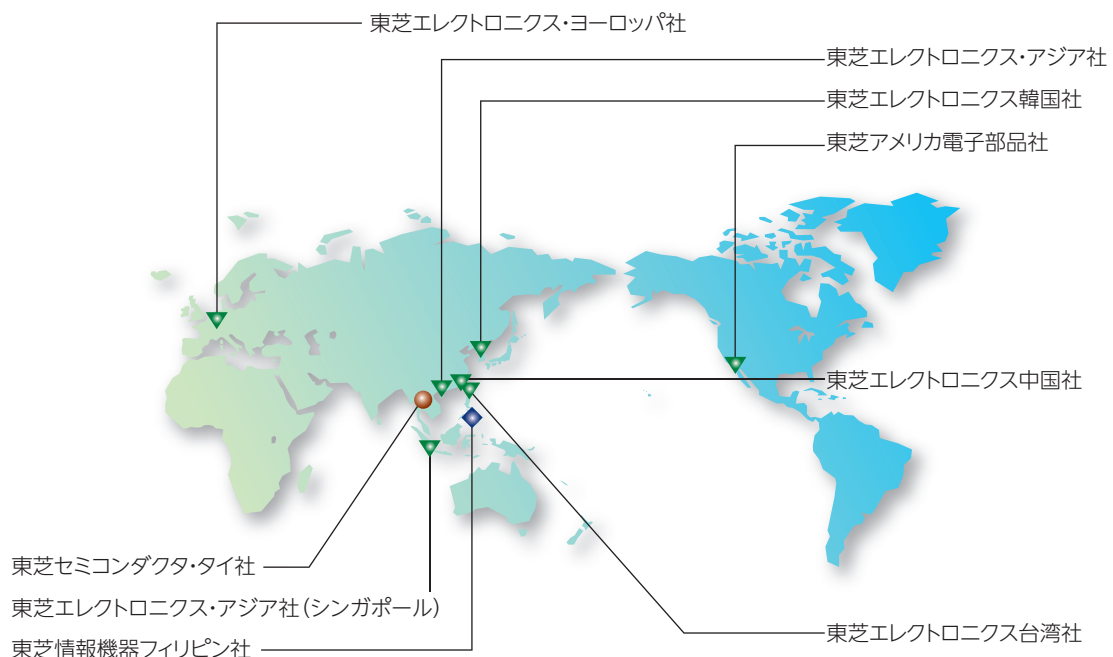 東芝エレクトロニクス・ヨーロッパ社
東芝エレクトロニクス・アジア社
東芝エレクトロニクス韓国社
東芝アメリカ電子部品社
東芝エレクトロニクス中国社
東芝セミコンダクタ・タイ社
東芝エレクトロニクス・アジア社(シンガポール)
東芝情報機器フィリピン社
東芝エレクトロニクス台湾社